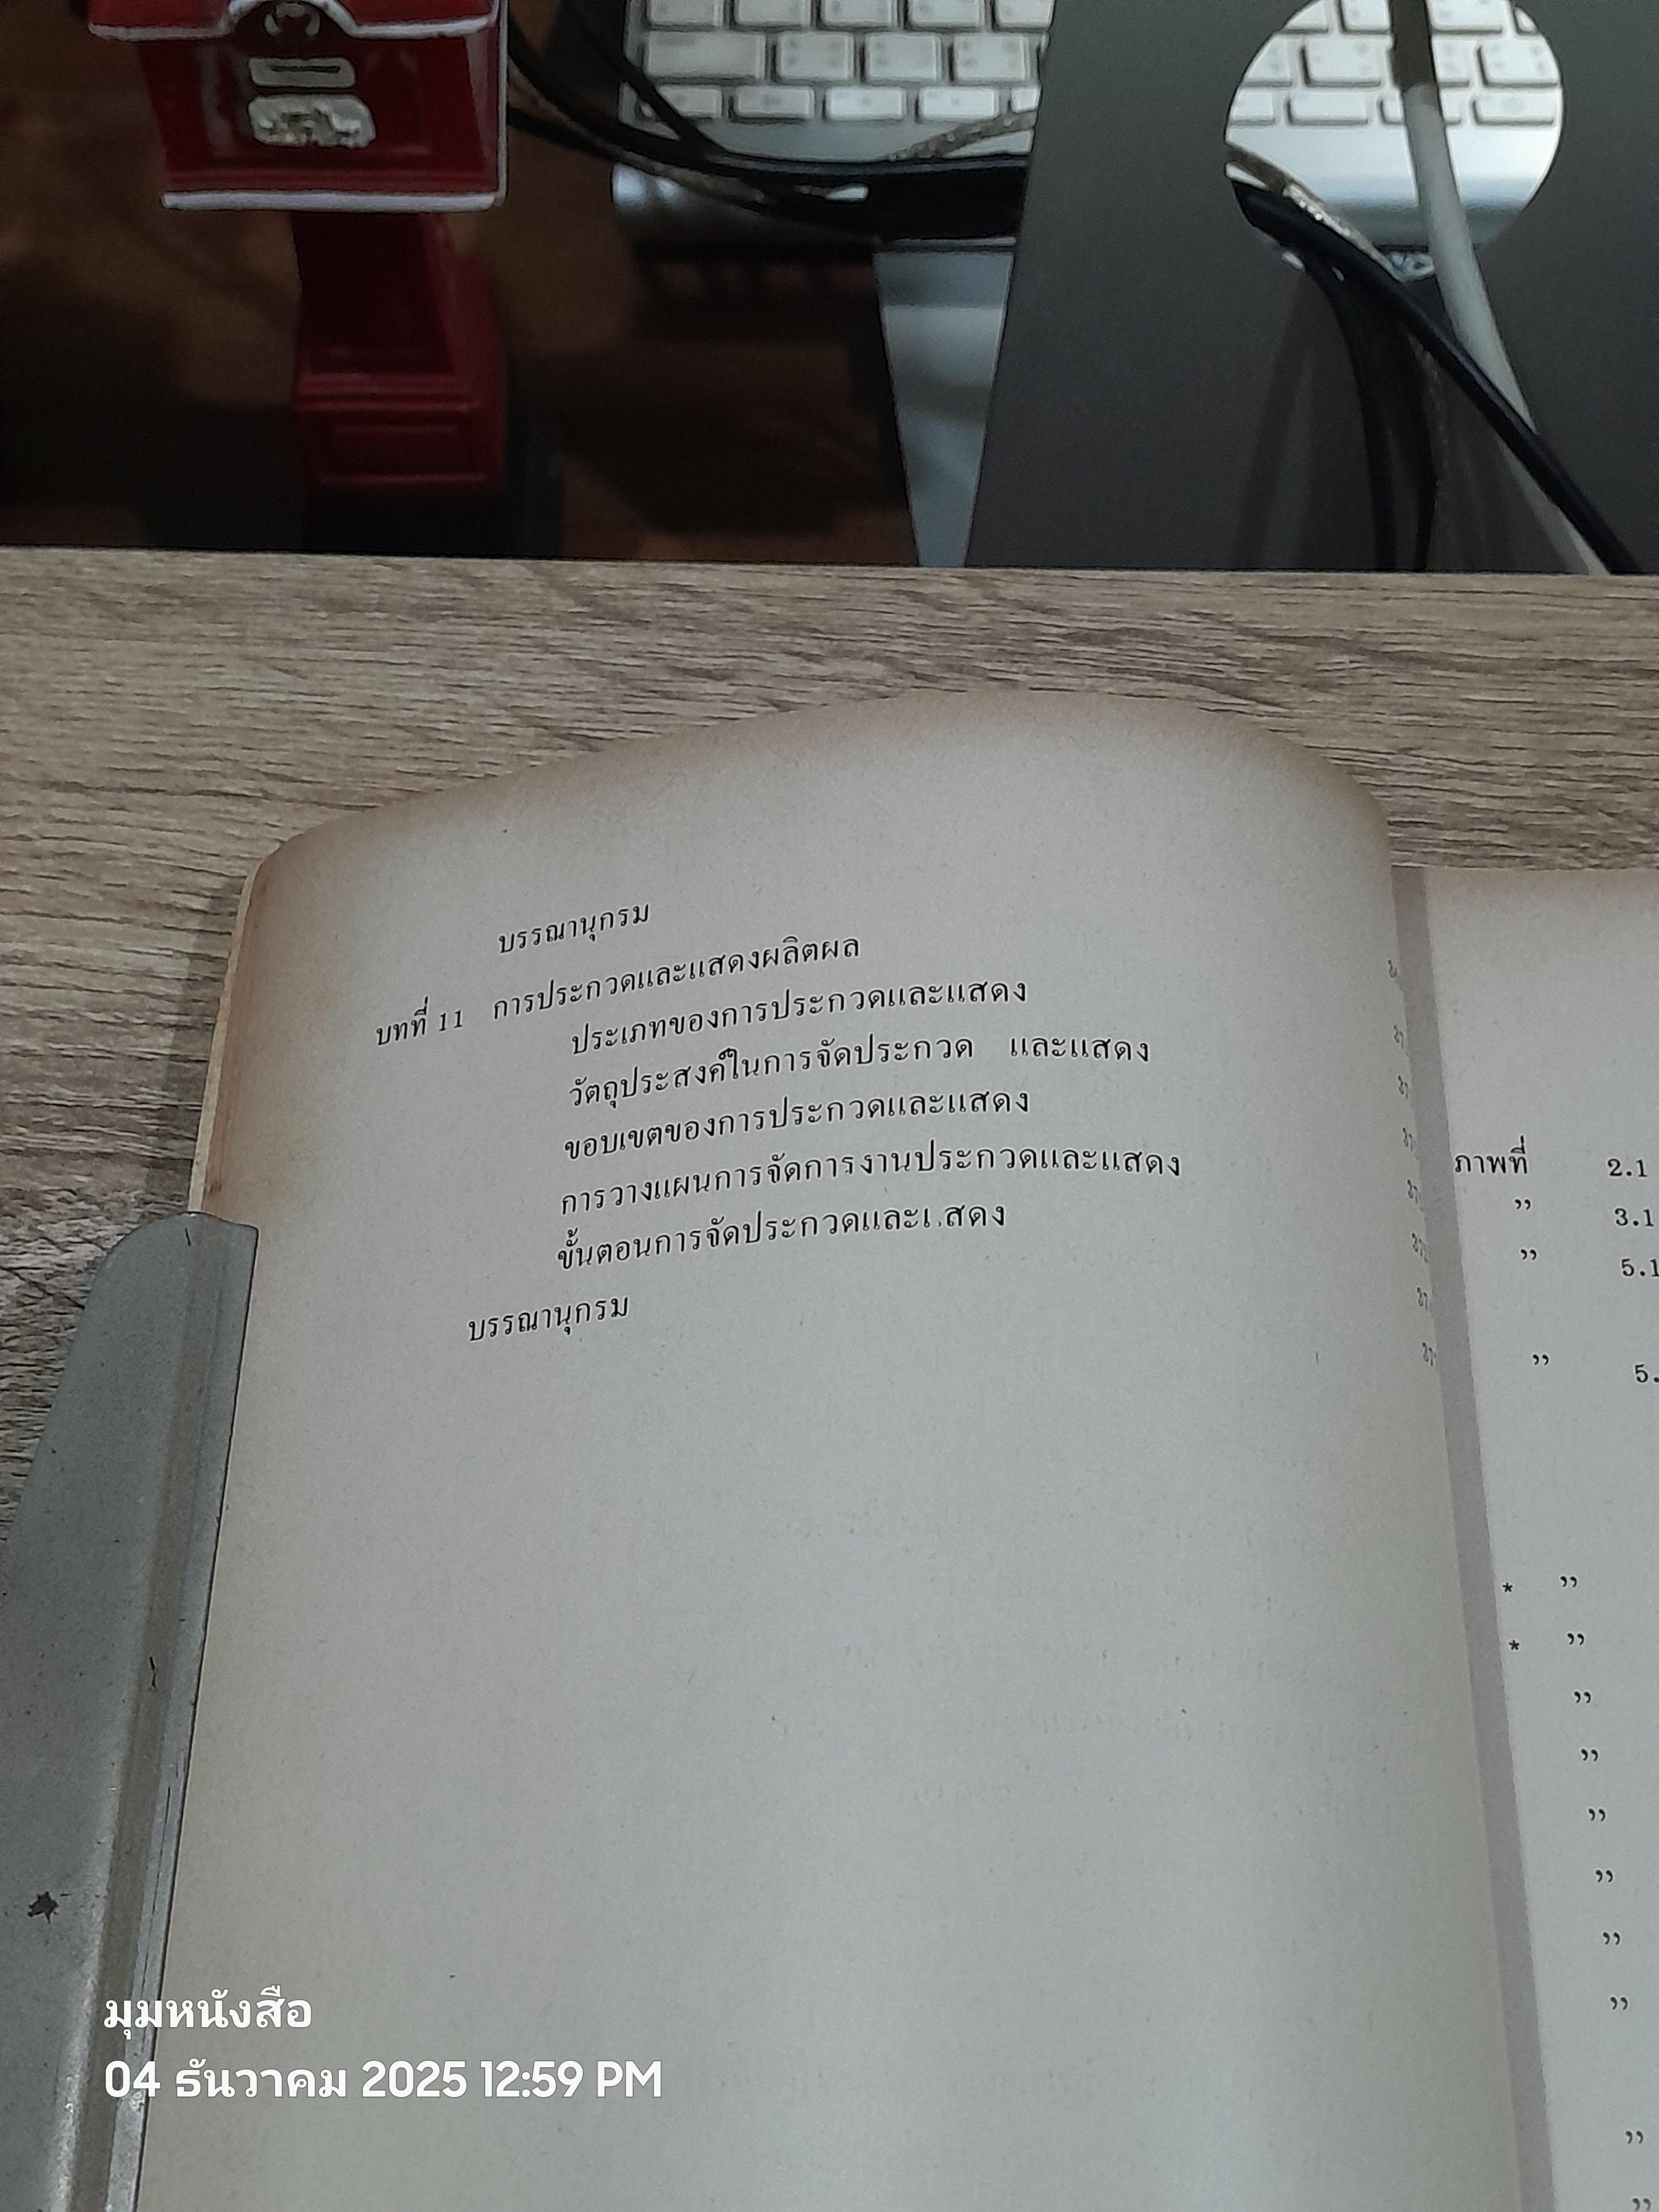 บรรณานุกรม
บทที่ 11 การประกวดและแสดงผลิตผล
ประเภทของการประกวดและแสดง
วัตถุประสงค์ในการจัดประกวด และแสดง
ขอบเขตของการประกวดและแสดง
การวางแผนการจัดการงานประกวดและแสดง
ขั้นตอนการจัดประกวดและแสดง
บรรณานุกรม
ภาพที่ 2.1
” 3.1
” 5.1
” 5.
* ”
* ”
”
”
”
”
”
”
”
”
มุมหนังสือ
04 ธันวาคม 2025 12:59 PM